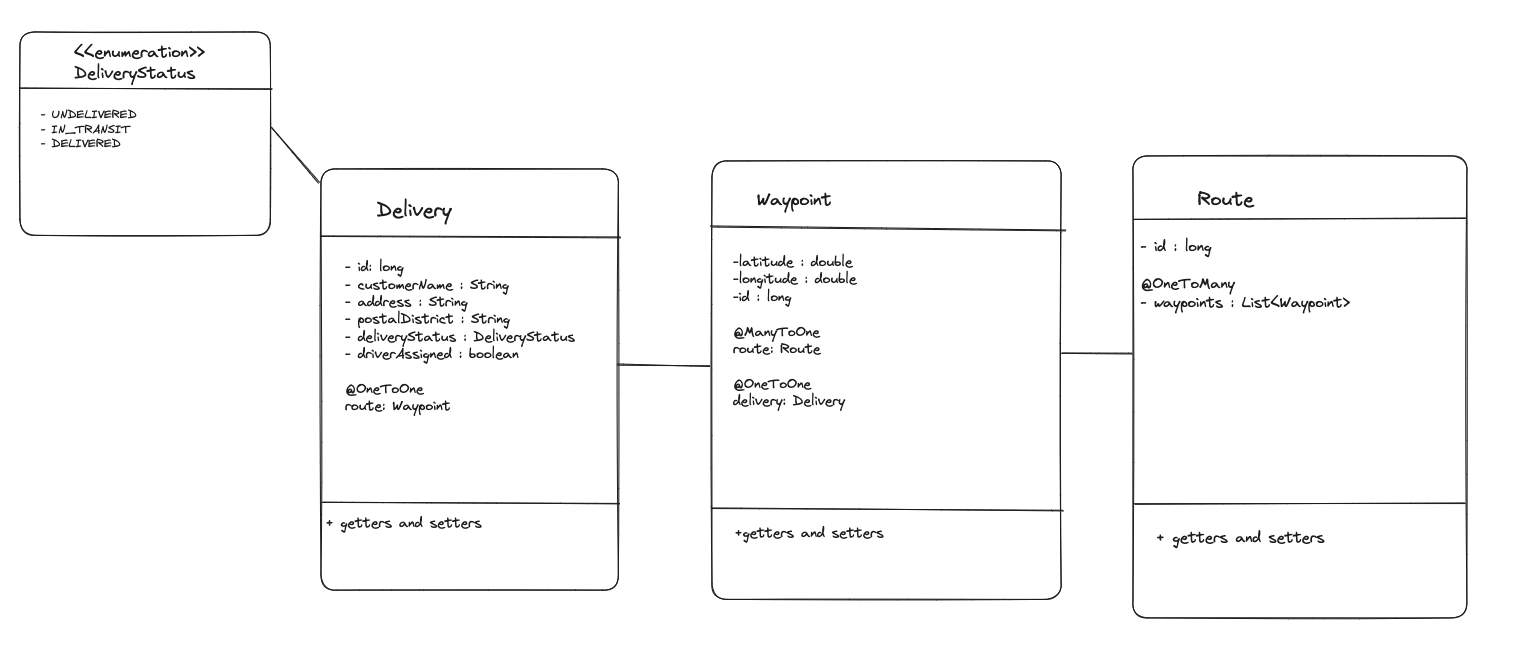 <<enumeration>>
DeliveryStatus
- UNDELIVERED
- IN_TRANSIT
- DELIVERED
Delivery
- id: long
- customerName : String
- address : String
- postalDistrict : String
- deliveryStatus : DeliveryStatus
- driverAssigned : boolean
@OneToOne
route: Waypoint
+ getters and setters
Waypoint
-latitude : double
-longitude : double
-id : long
@ManyToOne
route: Route
@OneToOne
delivery: Delivery
+getters and setters
Route
- id : long
@OneToMany
- waypoints : List<Waypoint>
+ getters and setters